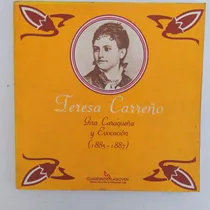 Teresa Carreño
Gira Caraqueña
y Evocación
(1885-1887)